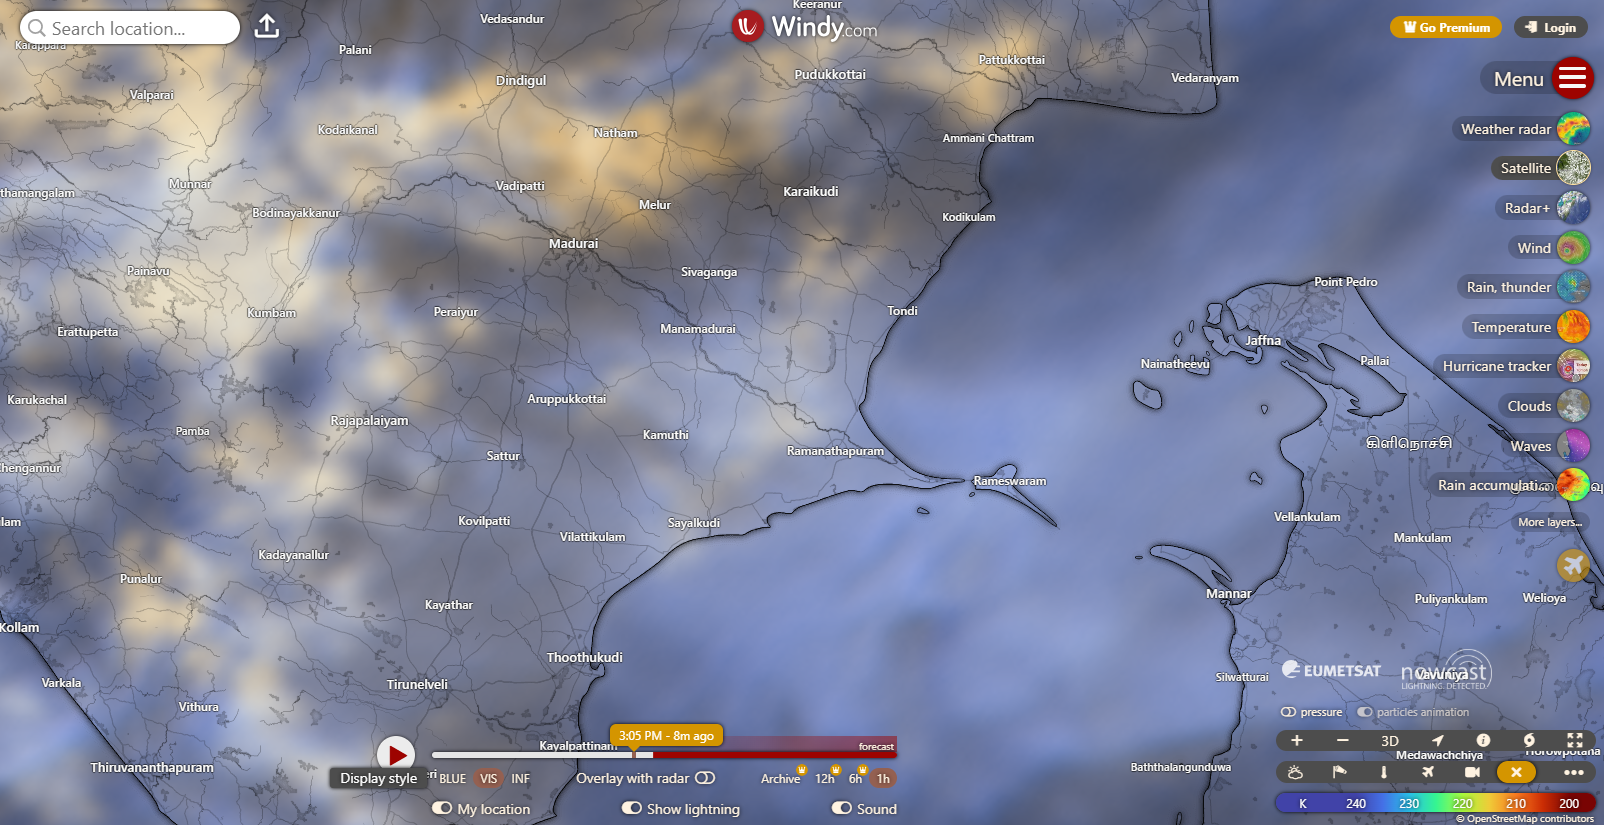 Search location...
Windy.com
Go Premium
Login
Menu
Weather radar
Satellite
Radar+
Wind
Rain, thunder
Temperature
Hurricane tracker
Clouds
Waves
Rain accumulati...
More layers...
Keeranur
Vedasandur
Karappara
Palani
Pattukkottai
Pudukkottai
Vedaranyam
Dindigul
Valparai
Kodaikanal
Natham
Ammani Chattram
Munnar
Vadipatti
Karaikudi
thamangalam
Melur
Bodinayakkanur
Kodikulam
Madurai
Painavu
Sivaganga
Point Pedro
Kumbam
Peraiyur
Tondi
Erattupetta
Manamadurai
Jaffna
Nainatheevu
Pallai
Karukachal
Aruppukkottai
Rajapalaiyam
Pamba
Kamuthi
கிளிநொச்சி
Ramanathapuram
Sattur
hengannur
Rameswaram
Vellankulam
lam
Kovilpatti
Sayalkudi
Vilattikulam
Mankulam
Kadayanallur
Punalur
Mannar
Kayathar
Puliyankulam
Welioya
Kollam
Thoothukudi
Varkala
Tirunelveli
Silwatturai
Vavuniya
Vithura
Kayalpattinam
Thiruvananthapuram
Baththalangunduwa
Medawachchiya
Horowpotana
EUMETSAT
nowcast
LIGHTNING. DETECTED.
pressure
particles animation
3:05 PM - 8m ago
forecast
Display style
eri
BLUE
VIS
INF
Overlay with radar
Archive
12h
6h
1h
My location
Show lightning
Sound
3D
K 240 230 220 210 200
© OpenStreetMap contributors